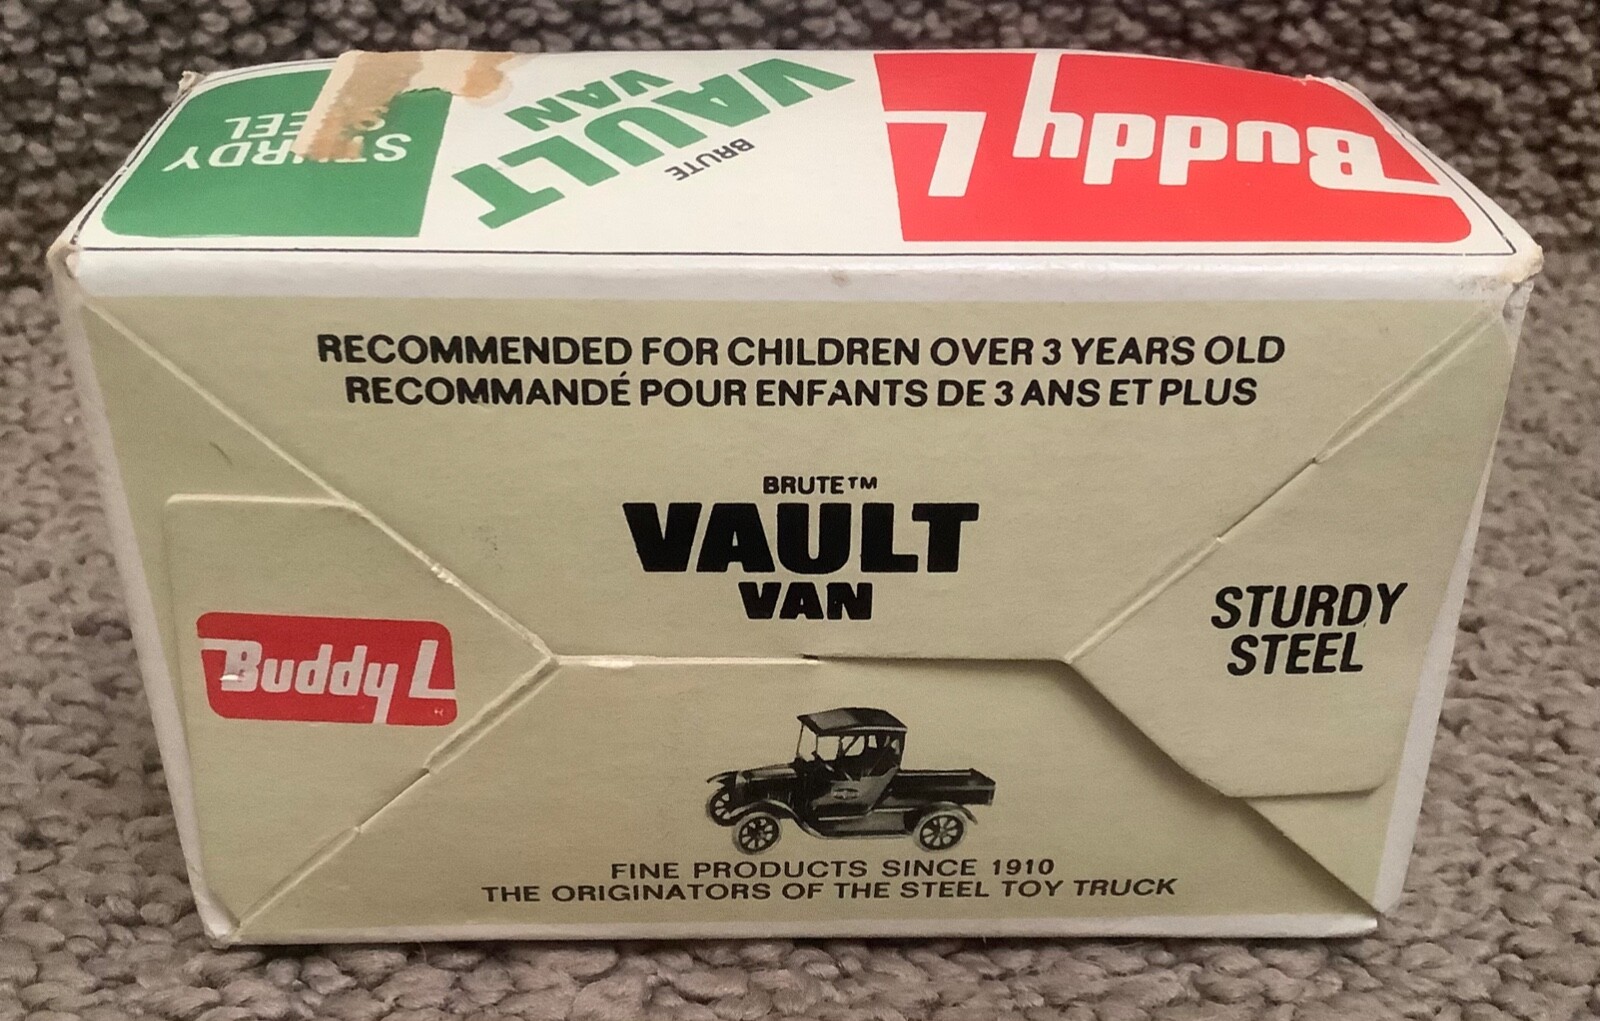 Buddy L
BRUTE
VAULT
VAN
STURDY
STEEL
RECOMMENDED FOR CHILDREN OVER 3 YEARS OLD
RECOMMANDÉ POUR ENFANTS DE 3 ANS ET PLUS
BRUTE™
VAULT
VAN
Buddy L
STURDY
STEEL
FINE PRODUCTS SINCE 1910
THE ORIGINATORS OF THE STEEL TOY TRUCK